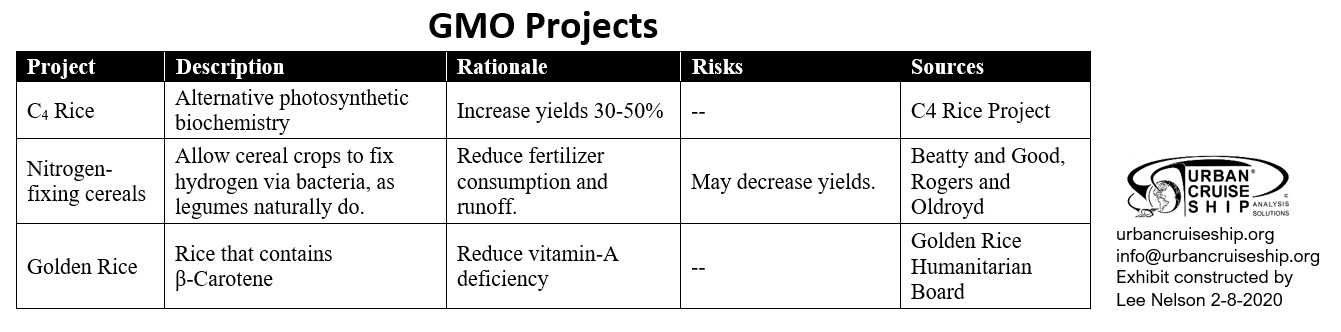 GMO Projects
Project Description Rationale Risks Sources
C₄ Rice
Alternative photosynthetic
biochemistry
Increase yields 30-50%
--
C4 Rice Project
Nitrogen-
fixing cereals
Allow cereal crops to fix
hydrogen via bacteria, as
legumes naturally do.
Reduce fertilizer
consumption and
runoff.
May decrease yields.
Beatty and Good,
Rogers and
Oldroyd
Golden Rice
Rice that contains
β-Carotene
Reduce vitamin-A
deficiency
--
Golden Rice
Humanitarian
Board
URBAN®
CRUISE
SHIP
©
ANALYSIS
SOLUTIONS
urbancruiseship.org
info@urbancruiseship.org
Exhibit constructed by
Lee Nelson 2-8-2020